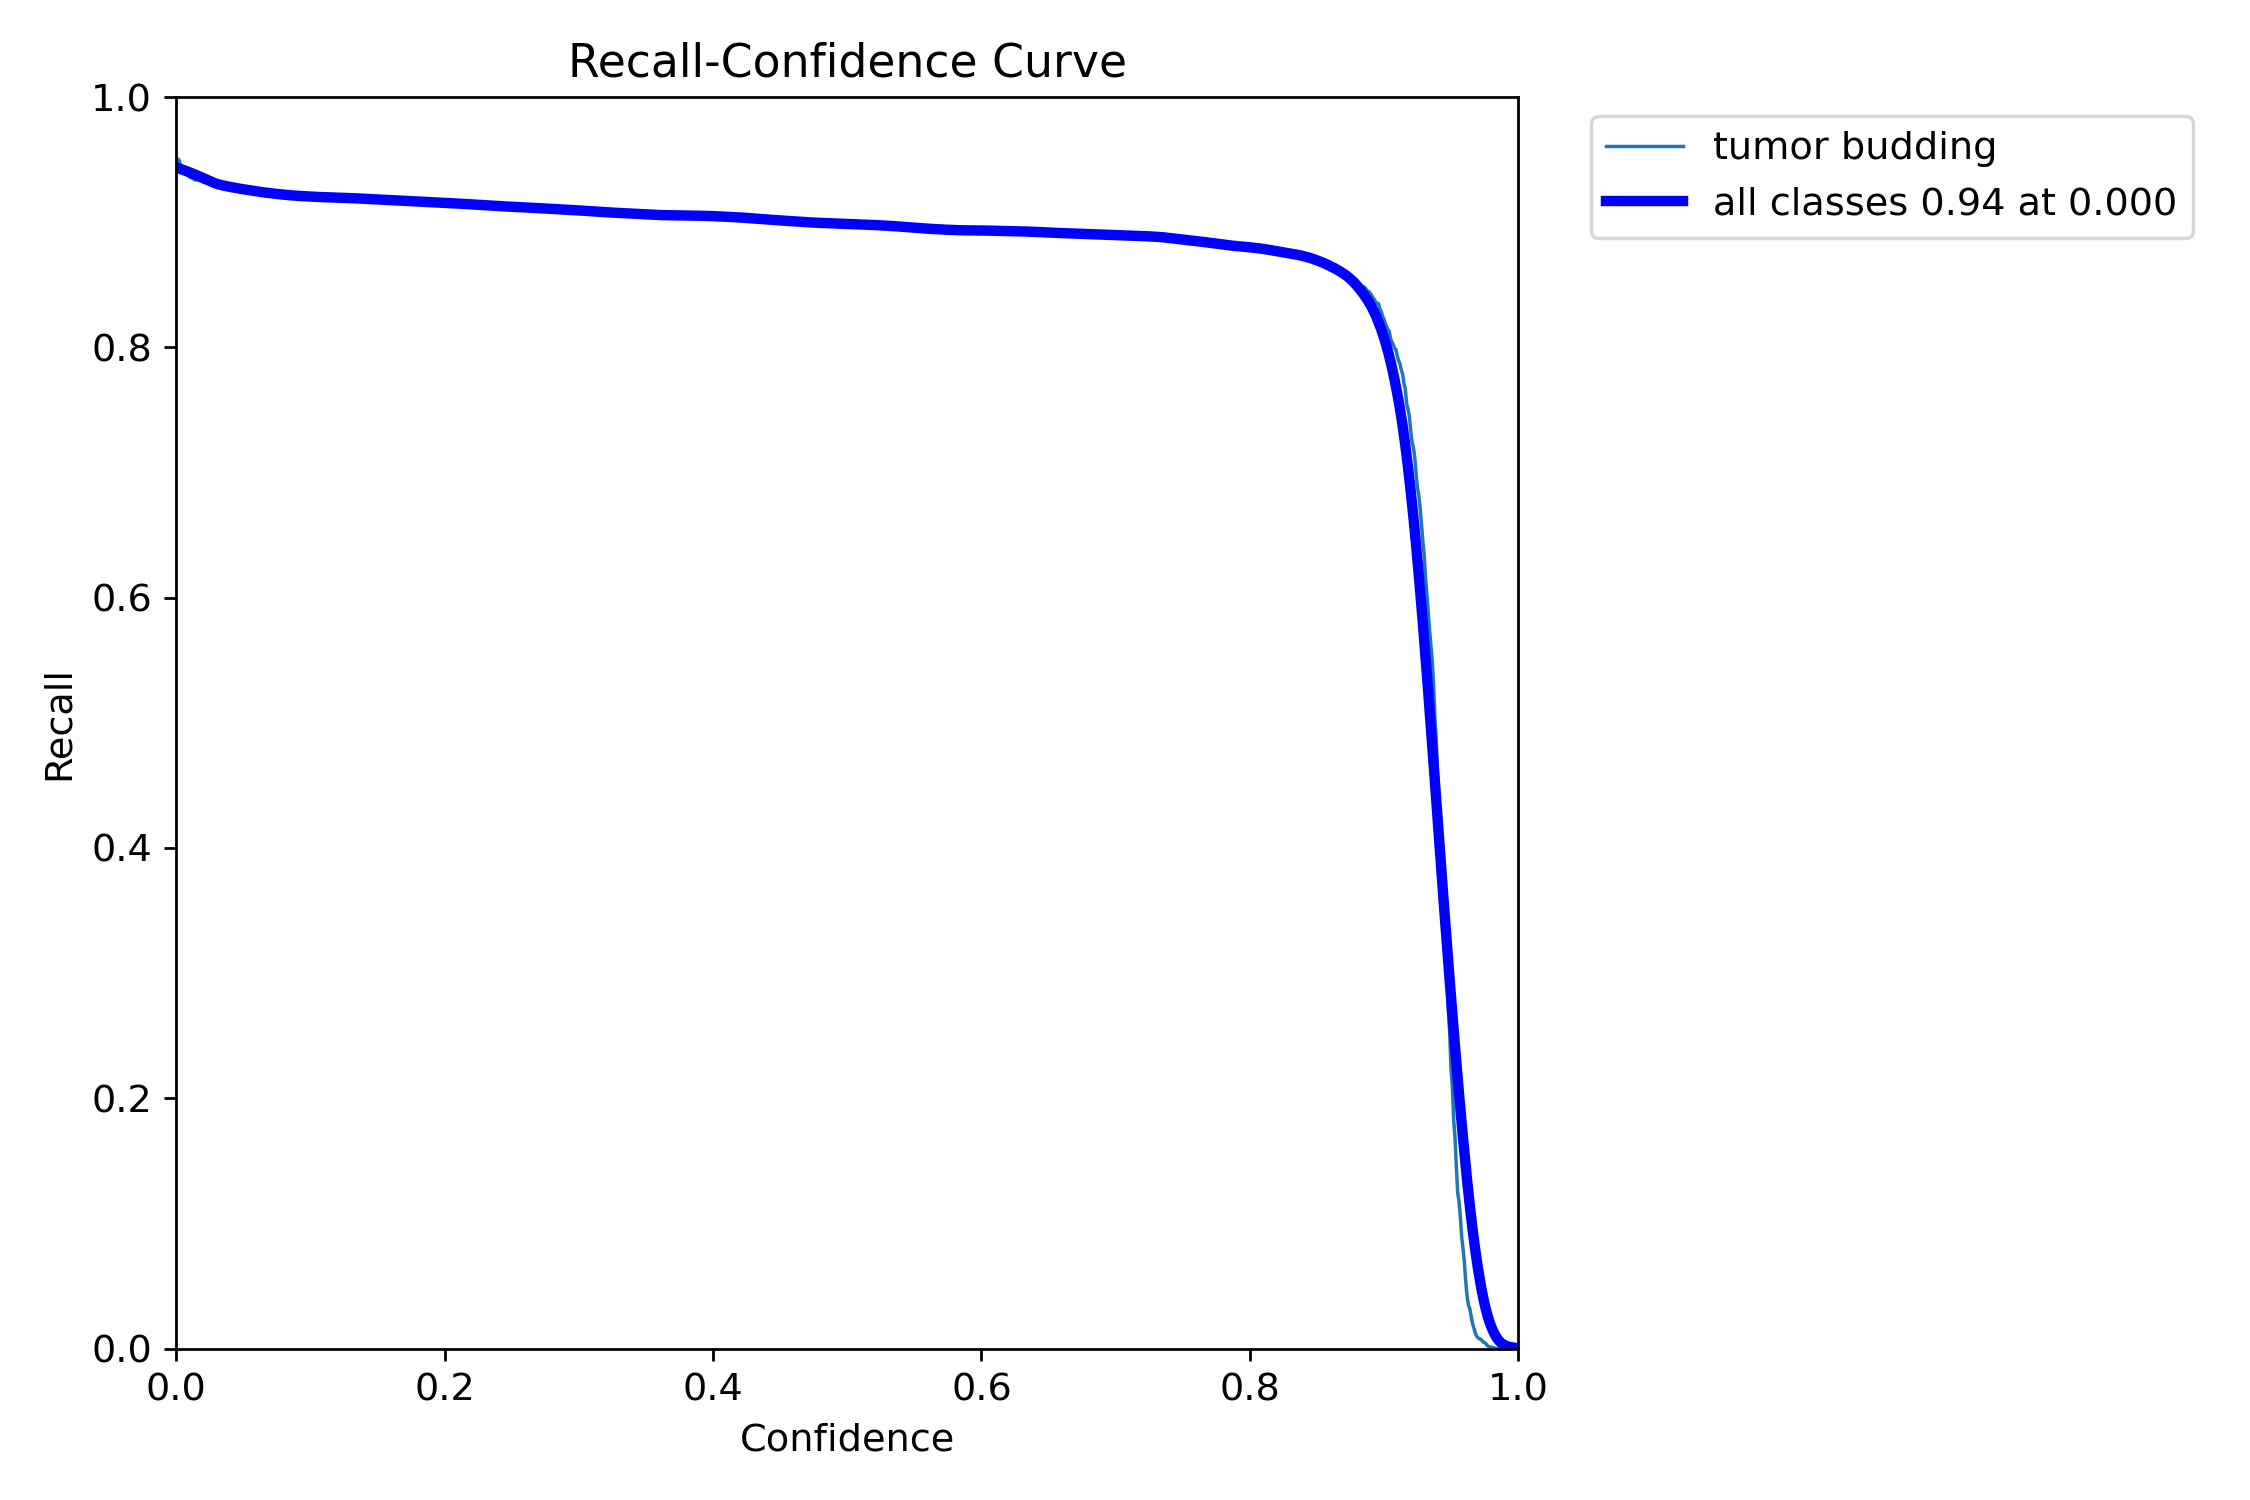 Recall-Confidence Curve
1.0
0.8
0.6
0.4
0.2
0.0
Recall
0.0 0.2 0.4 0.6 0.8 1.0
Confidence
tumor budding
all classes 0.94 at 0.000